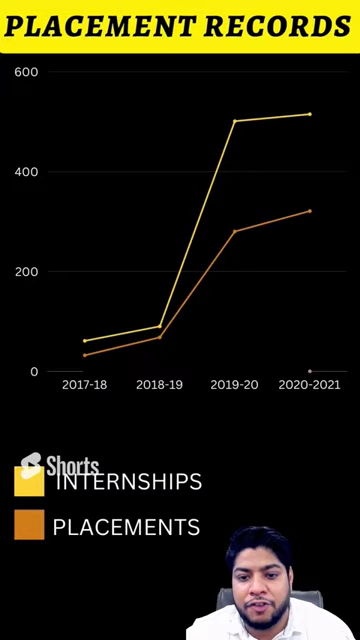 PLACEMENT RECORDS
600
400
200
0
2017-18 2018-19 2019-20 2020-2021
Shorts
INTERNSHIPS
PLACEMENTS